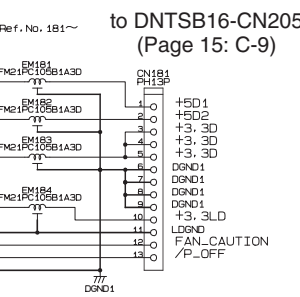 to DNTSB16-CN205
(Page 15: C-9)
Ref.No.181~
EM181
FM21PC105B1A3D
CN181
PH13P
EM182
FM21PC105B1A3D
EM183
FM21PC105B1A3D
EM184
FM21PC105B1A3D
1 +5D1
2 +5D2
3 +3.3D
4 +3.3D
5 +3.3D
6 DGND1
7 DGND1
8 DGND1
9 DGND1
10 +3.3LD
11 LDGND
12 FAN_CAUTION
13 /P_OFF
DGND1